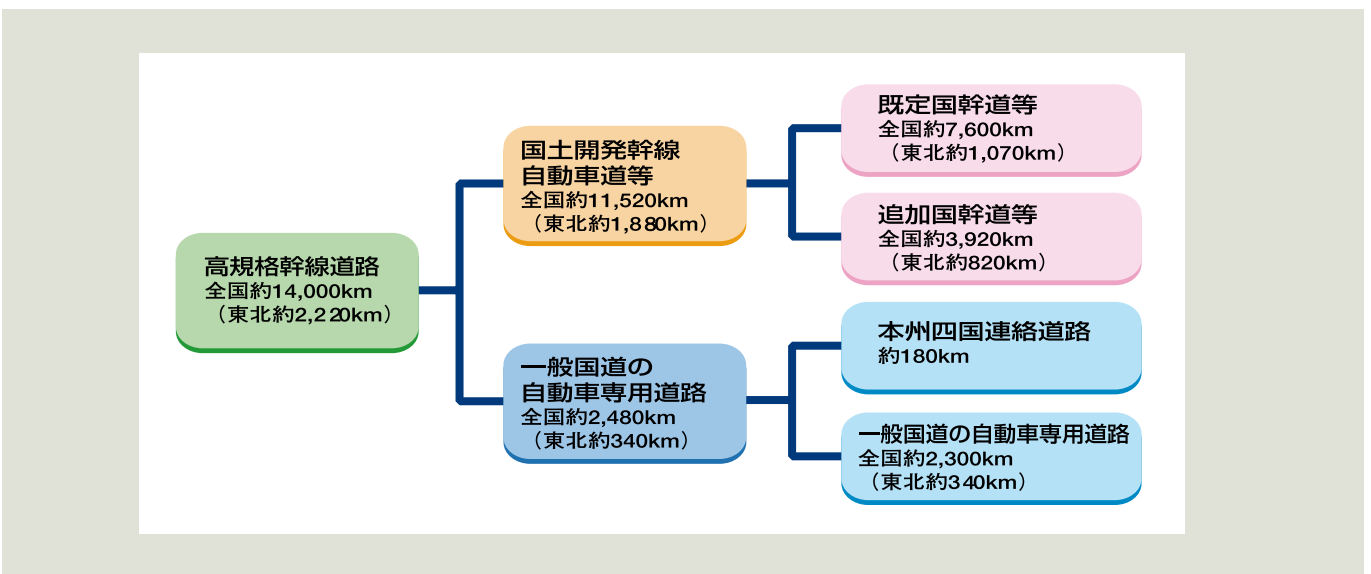 高規格幹線道路
全国約14,000km
（東北約2,220km）
国土開発幹線
自動車道等
全国約11,520km
（東北約1,880km）
一般国道の
自動車専用道路
全国約2,480km
（東北約340km）
既定国幹道等
全国約7,600km
（東北約1,070km）
追加国幹道等
全国約3,920km
（東北約820km）
本州四国連絡道路
約180km
一般国道の自動車専用道路
全国約2,300km
（東北約340km）